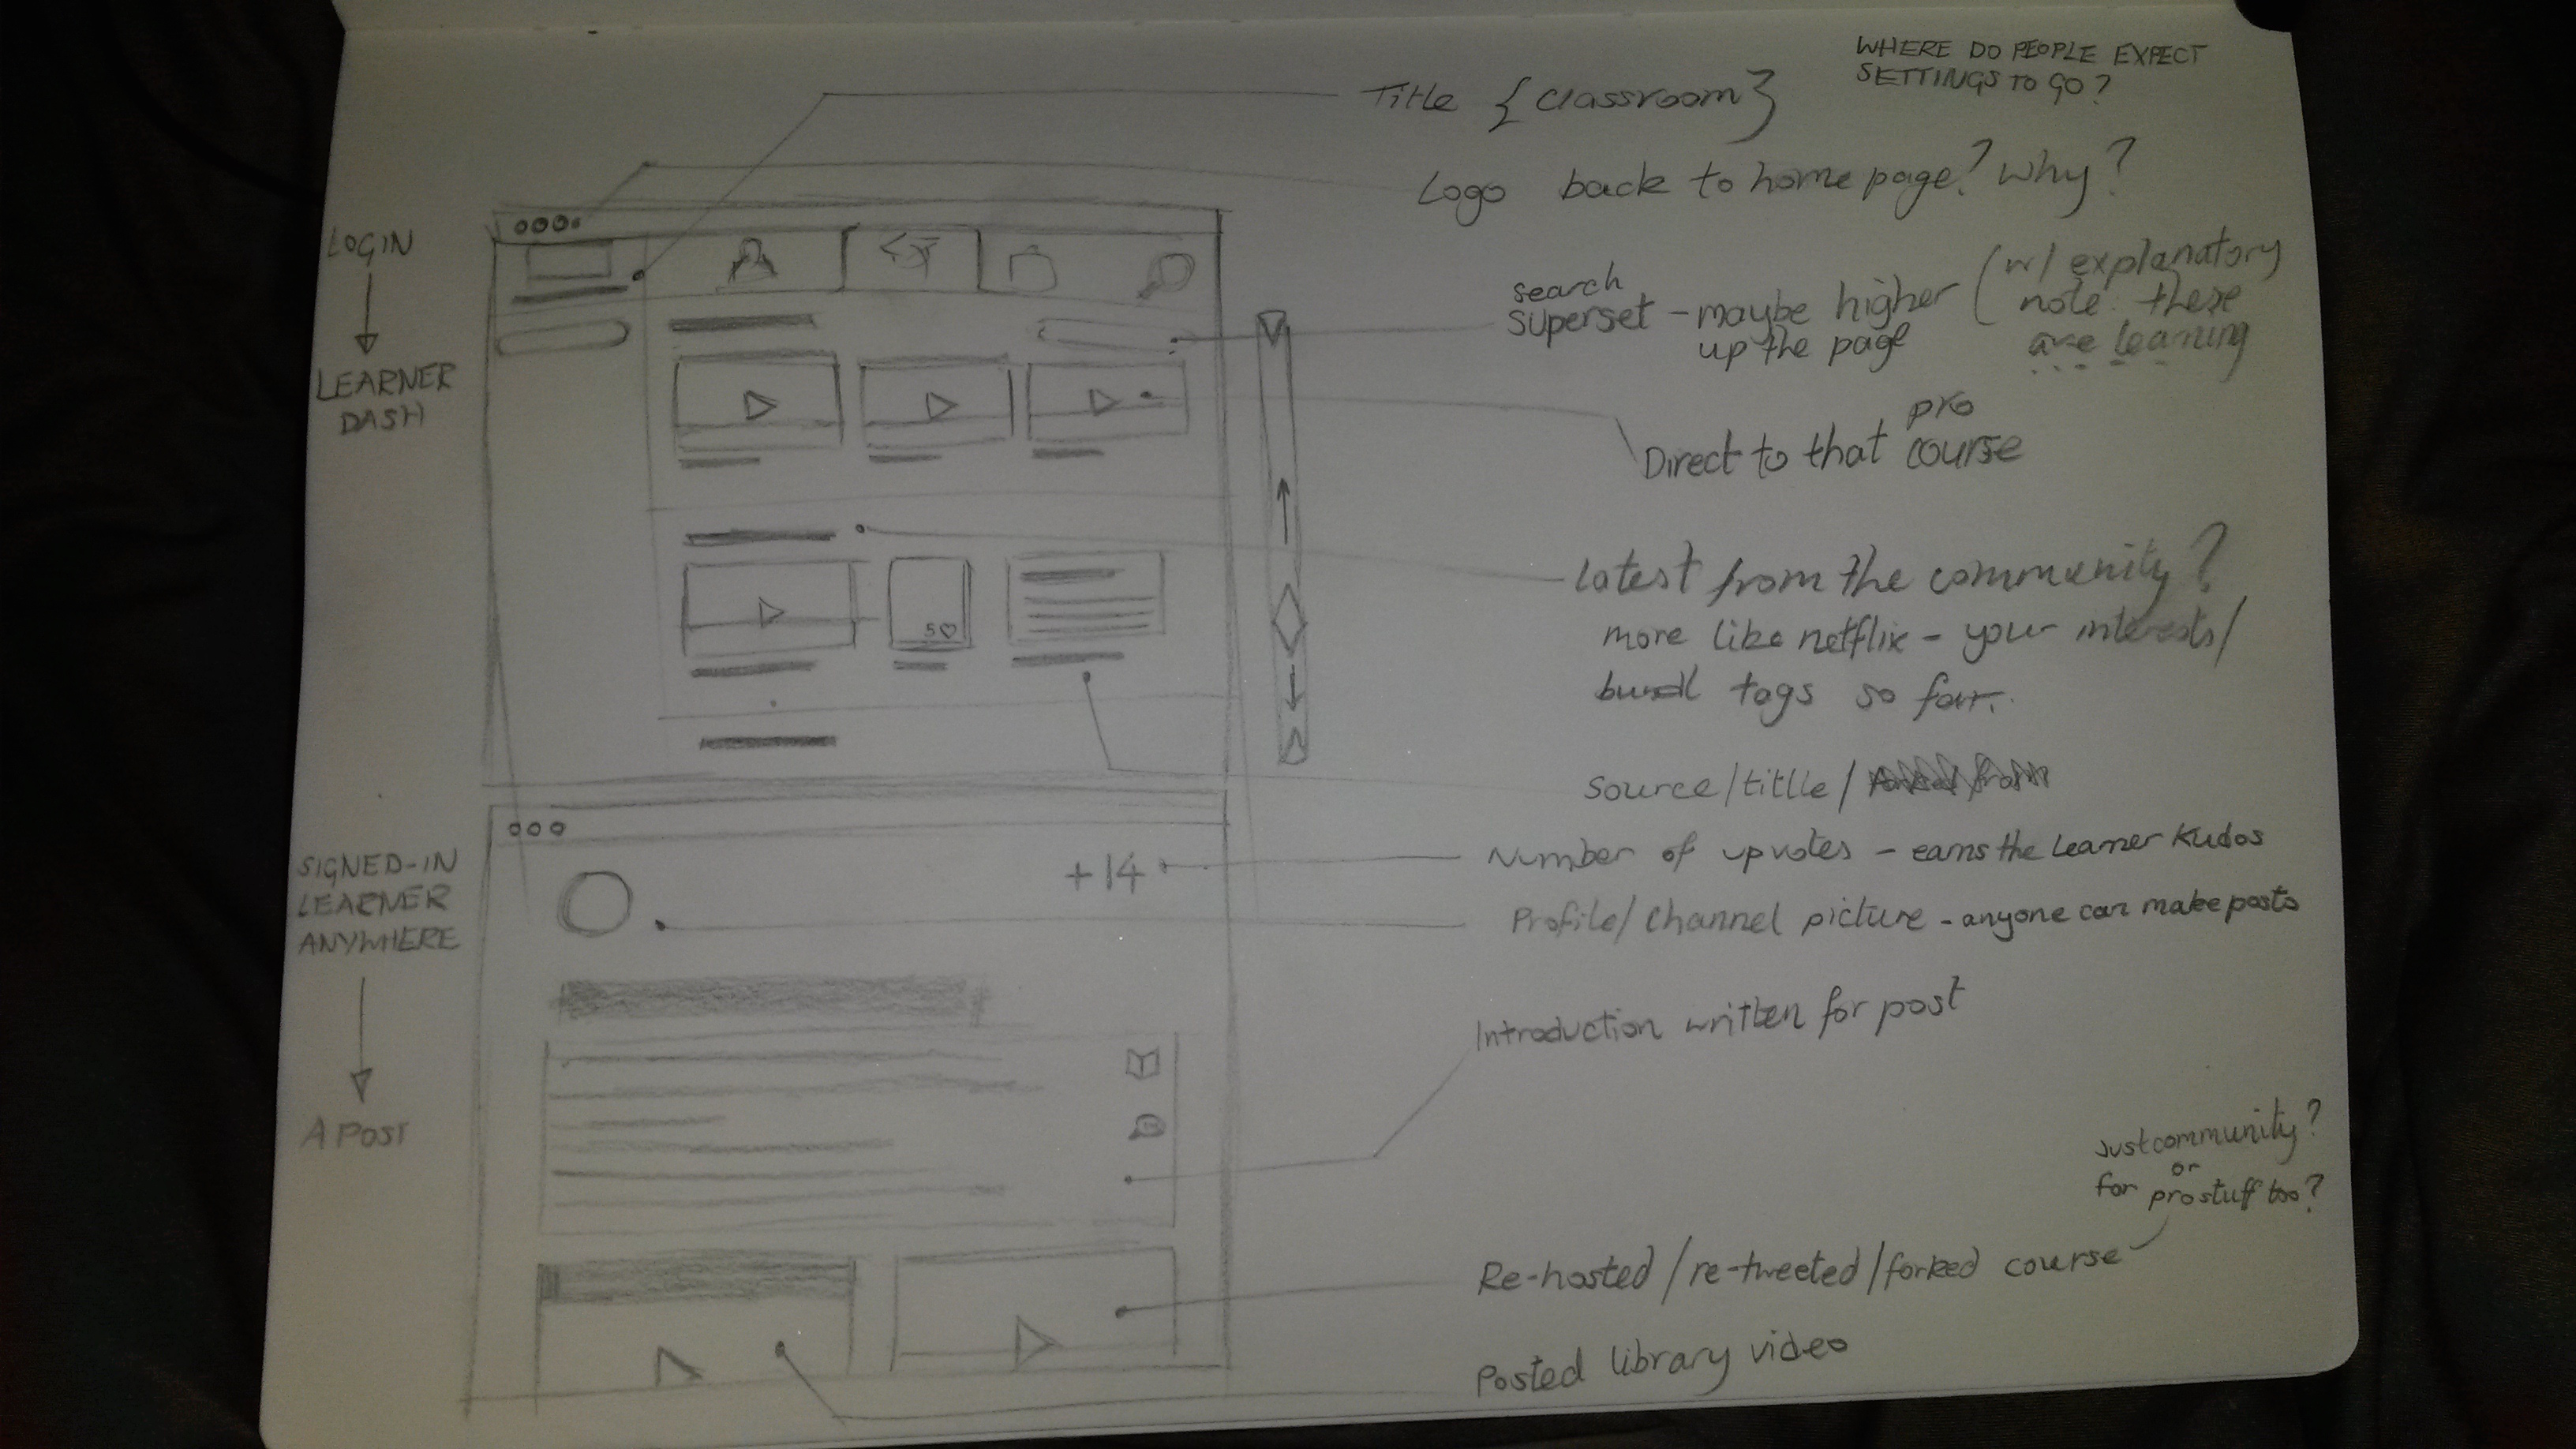 WHERE DO PEOPLE EXPECT
SETTINGS TO GO?
Title {classroom}
Logo back to home page? Why?
LOGIN
LEARNER
DASH
search
superset - maybe higher
up the page
(w/ explanatory
note: these
are learning
pro
Direct to that course
Latest from the community?
more like netflix - your interests/
tags so far.
5♡
Source/titlle/
SIGNED-IN
LEARNER
ANYWHERE
A POST
+14
Number of upvotes - earns the learner Kudos
Profile/channel picture - anyone can make posts
Introduction written for post
Just community?
or
for pro stuff too?
Re-hosted/re-tweeted/forked course
Posted library video